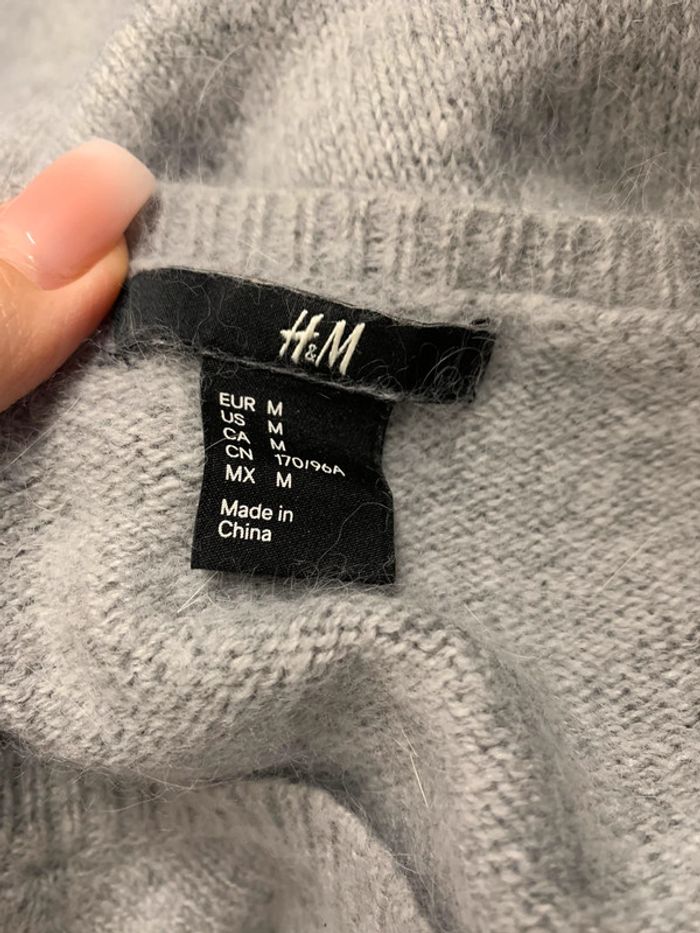 H&M
EUR M
US M
CA M
CN 170/96A
MX M
Made in
China